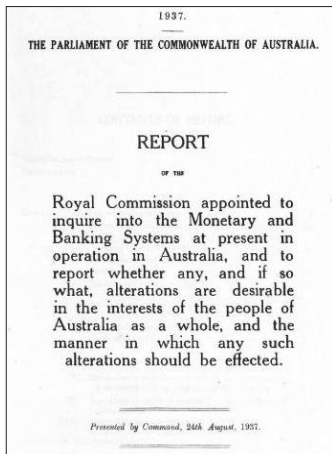 1937.
THE PARLIAMENT OF THE COMMONWEALTH OF AUSTRALIA.
REPORT
OF THE
Royal Commission appointed to
inquire into the Monetary and
Banking Systems at present in
operation in Australia, and to
report whether any, and if so
what, alterations are desirable
in the interests of the people of
Australia as a whole, and the
manner in which any such
alterations should be effected.
Presented by Command, 24th August, 1937.